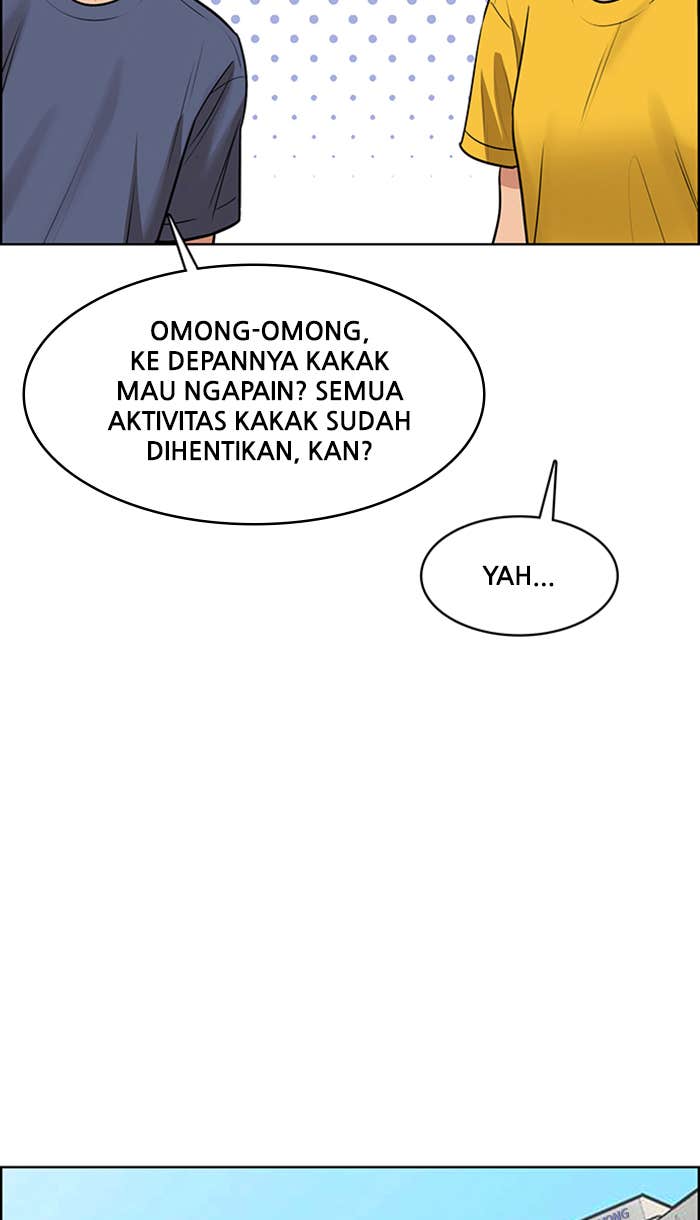 OMONG-OMONG,
KE DEPANNYA KAKAK
MAU NGAPAIN? SEMUA
AKTIVITAS KAKAK SUDAH
DIHENTIKAN, KAN?
YAH...